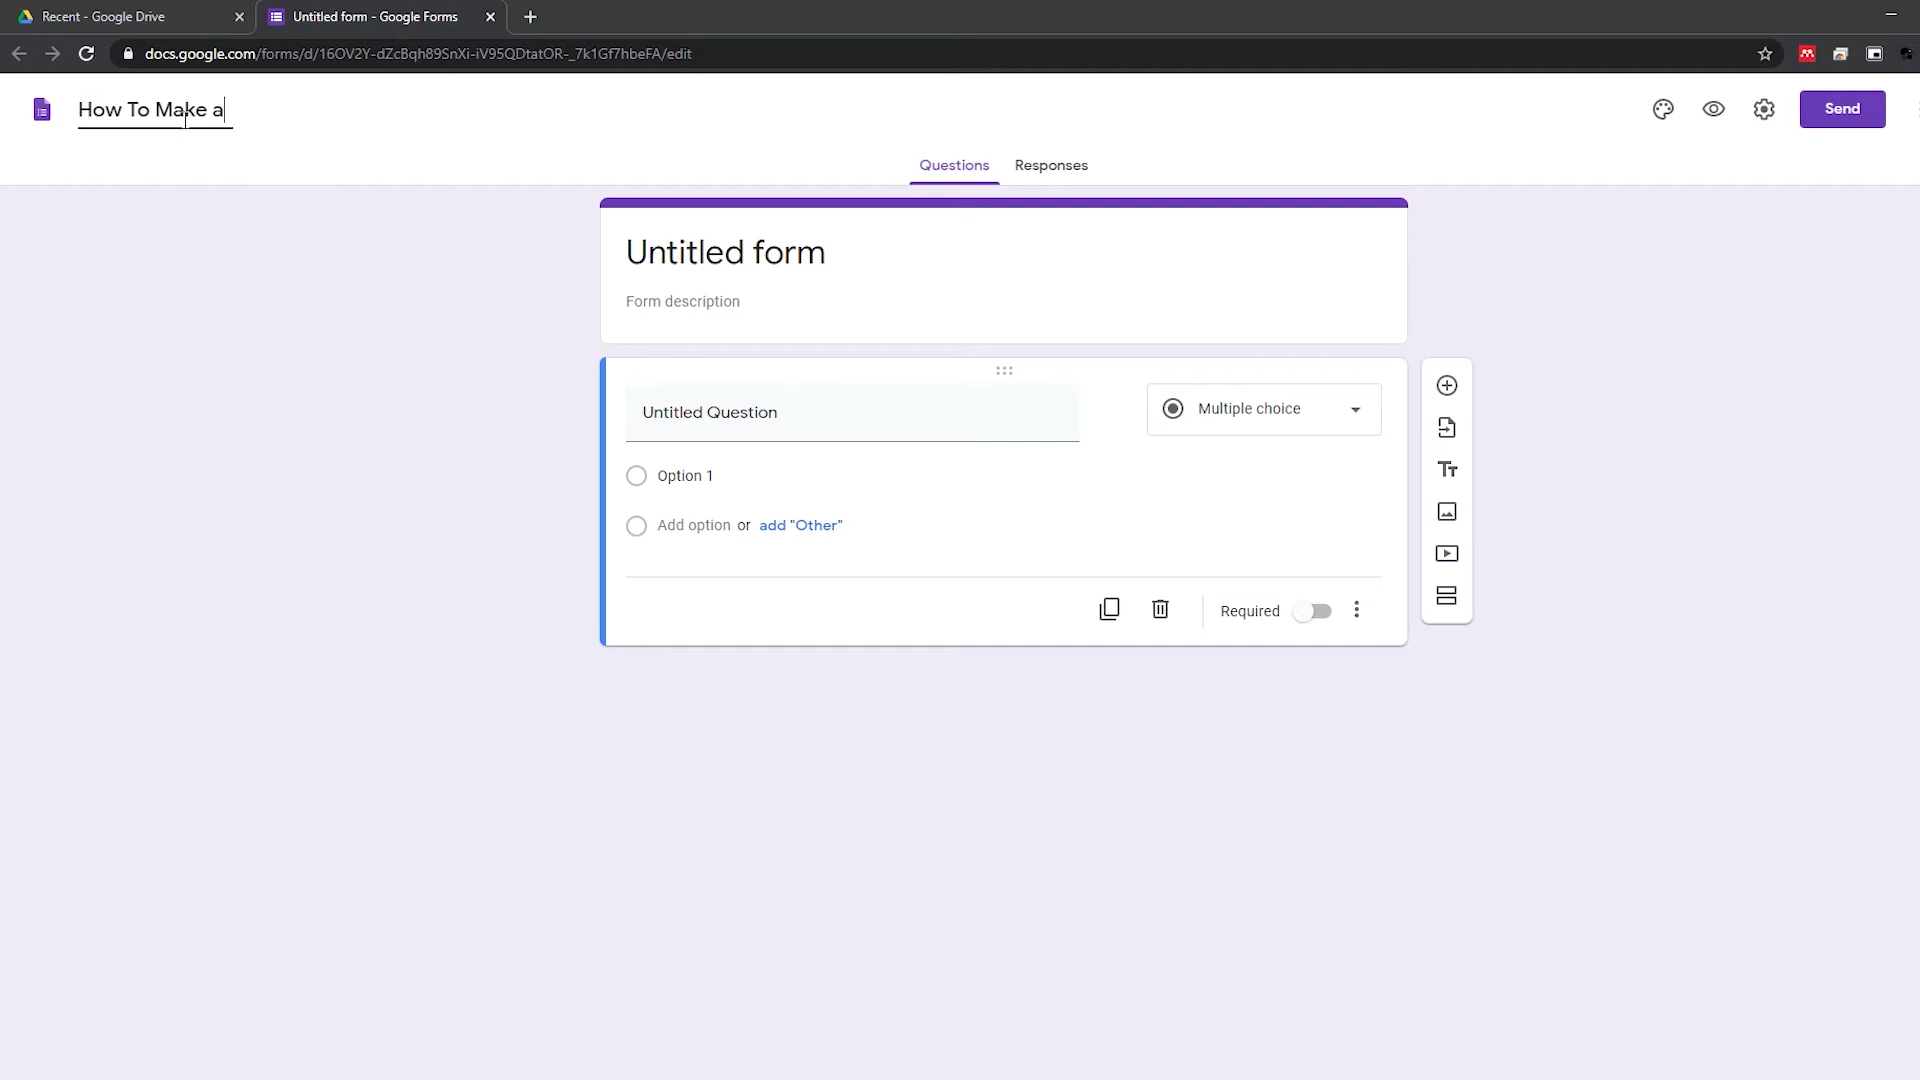 Recent - Google Drive
Untitled form - Google Forms
docs.google.com/forms/d/16OV2Y-dZcBqh89SnXi-iV95QDtatOR-_7k1Gf7hbeFA/edit
How To Make a
Send
Questions
Responses
Untitled form
Form description
Untitled Question
Multiple choice
Option 1
Add option or add "Other"
Required